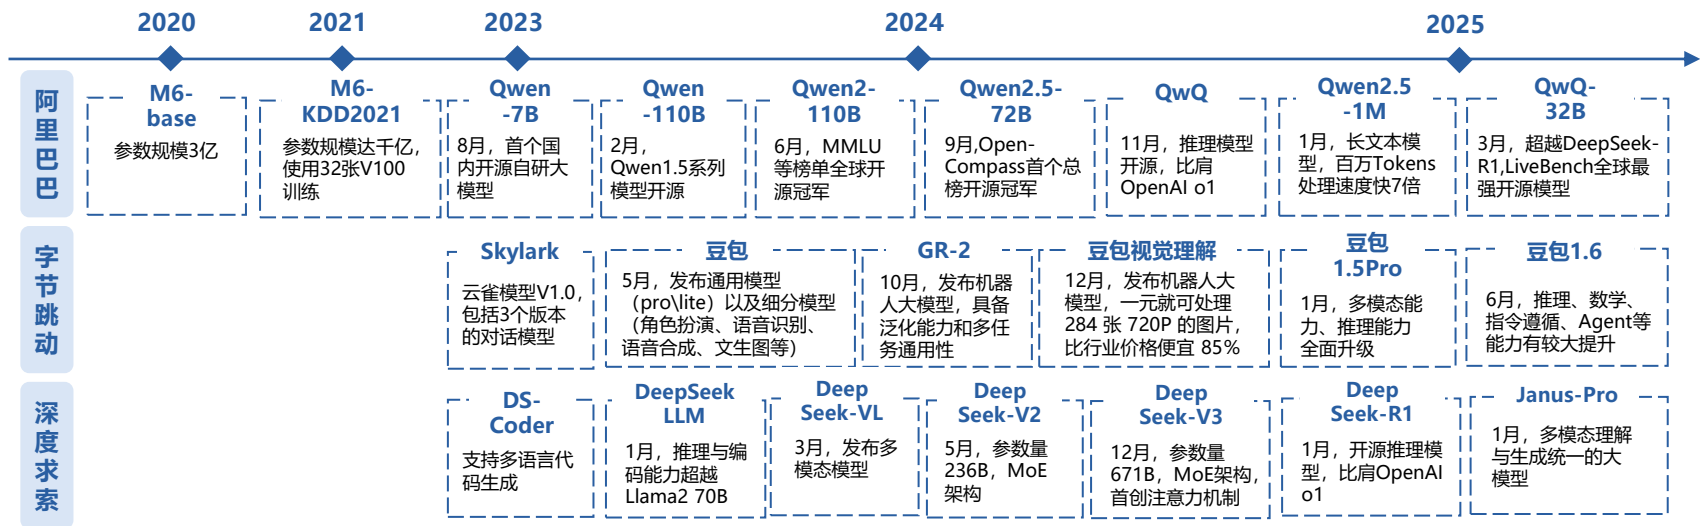 2020
2021
2023
2024
2025
阿里巴巴
M6-
base
参数规模3亿
M6-
KDD2021
参数规模达千亿，
使用32张V100
训练
Qwen
-7B
8月，首个国
内开源自研大
模型
Qwen
-110B
2月，
Qwen1.5系列
模型开源
Qwen2-
110B
6月，MMLU
等榜单全球开
源冠军
Qwen2.5-
72B
9月,Open-
Compass首个总
榜开源冠军
QwQ
11月，推理模型
开源，比肩
OpenAI o1
Qwen2.5
-1M
1月，长文本模
型，百万Tokens
处理速度快7倍
QwQ-
32B
3月，超越DeepSeek-
R1,LiveBench全球最
强开源模型
字节跳动
Skylark
云雀模型V1.0，
包括3个版本
的对话模型
豆包
5月，发布通用模型
（pro\lite）以及细分模型
（角色扮演、语音识别、
语音合成、文生图等）
GR-2
10月，发布机器
人大模型，具备
泛化能力和多任
务通用性
豆包视觉理解
12月，发布机器人大
模型，一元就可处理
284 张 720P 的图片，
比行业价格便宜 85%
豆包
1.5Pro
1月，多模态能
力、推理能力
全面升级
豆包1.6
6月，推理、数学、
指令遵循、Agent等
能力有较大提升
深度求索
DS-
Coder
支持多语言代
码生成
DeepSeek
LLM
1月，推理与编
码能力超越
Llama2 70B
Deep
Seek-VL
3月，发布多
模态模型
Deep
Seek-V2
5月，参数量
236B，MoE
架构
Deep
Seek-V3
12月，参数量
671B，MoE架构，
首创注意力机制
Deep
Seek-R1
1月，开源推理模
型，比肩OpenAI
o1
Janus-Pro
1月，多模态理解
与生成统一的大
模型